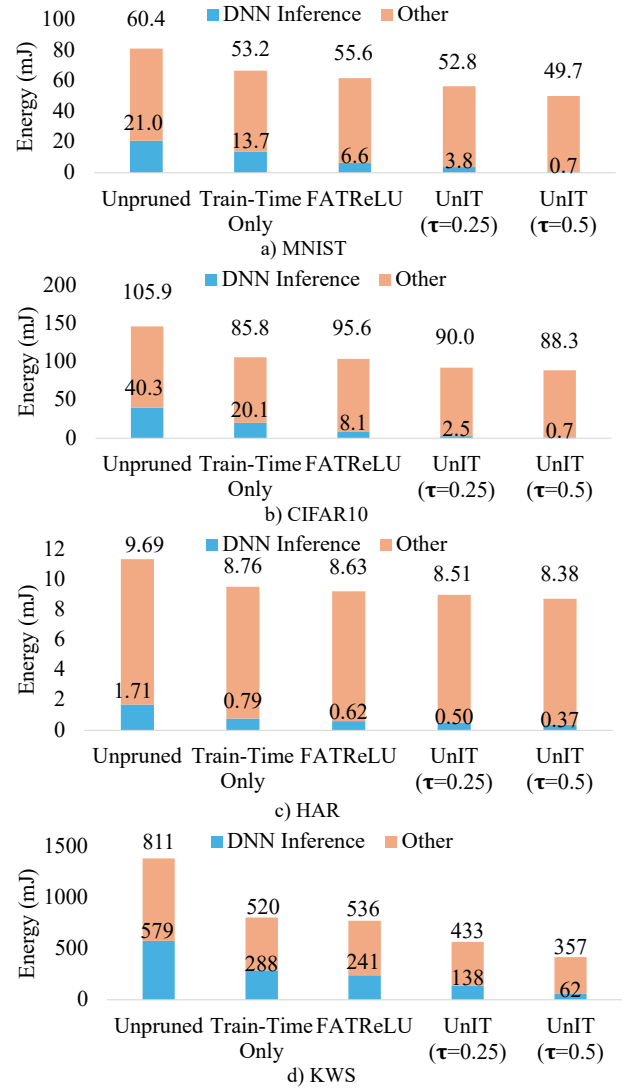 DNN Inference Other
100
80
60
40
20
0
Energy (mJ)
60.4 53.2 55.6 52.8 49.7
21.0 13.7 6.6 3.8 0.7
Unpruned Train-Time FATReLU UnIT UnIT
Only (τ=0.25) (τ=0.5)
a) MNIST
DNN Inference Other
200
150
100
50
0
Energy (mJ)
105.9 85.8 95.6 90.0 88.3
40.3 20.1 8.1 2.5 0.7
Unpruned Train-Time FATReLU UnIT UnIT
Only (τ=0.25) (τ=0.5)
b) CIFAR10
DNN Inference Other
12
10
8
6
4
2
0
Energy (mJ)
9.69 8.76 8.63 8.51 8.38
1.71 0.79 0.62 0.50 0.37
Unpruned Train-Time FATReLU UnIT UnIT
Only (τ=0.25) (τ=0.5)
c) HAR
DNN Inference Other
1500
1000
500
0
Energy (mJ)
811 520 536 433 357
579 288 241 138 62
Unpruned Train-Time FATReLU UnIT UnIT
Only (τ=0.25) (τ=0.5)
d) KWS